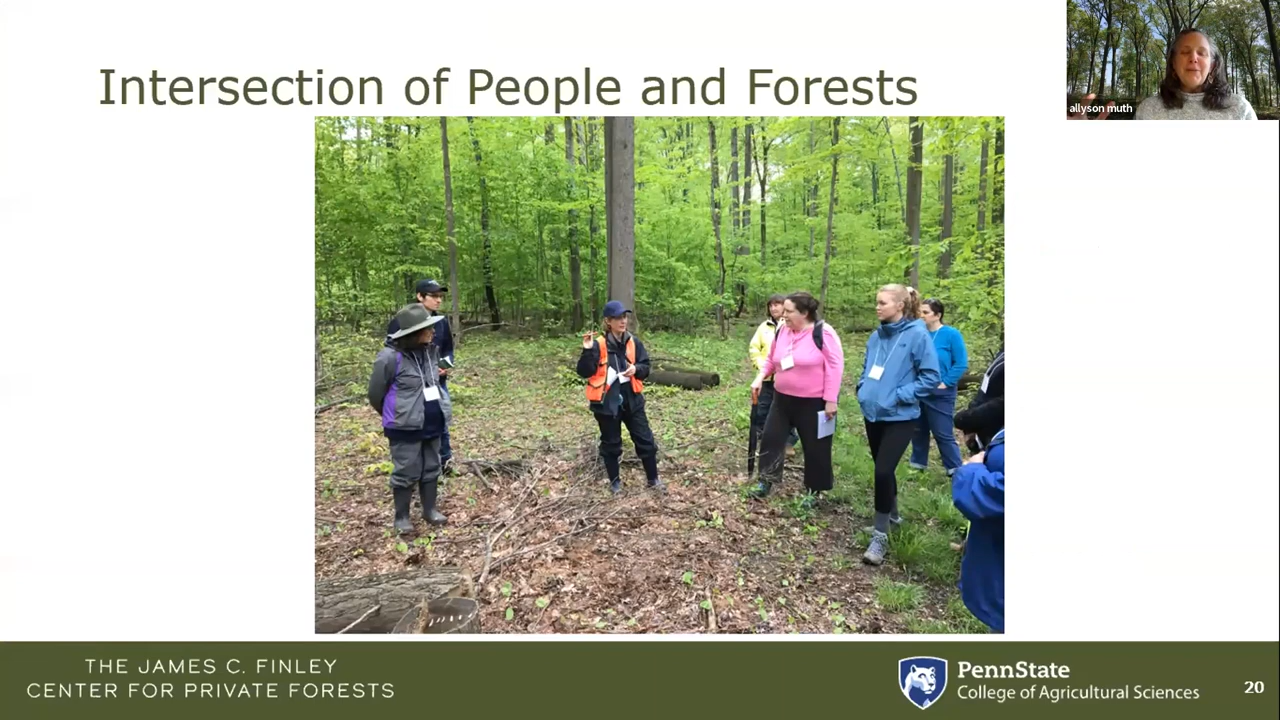 Intersection of People and Forests
allyson muth
THE JAMES C. FINLEY
CENTER FOR PRIVATE FORESTS
PennState
College of Agricultural Sciences
20